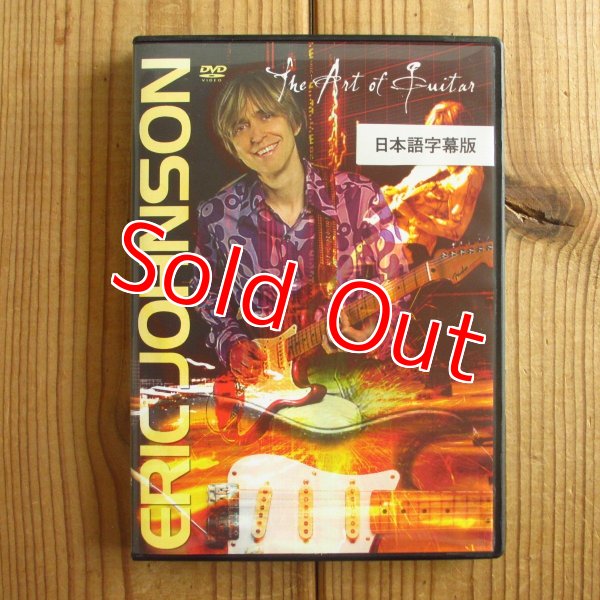 DVD
VIDEO
The Art of Guitar
日本語字幕版
ERIC JOHNSON
Fender
Sold Out